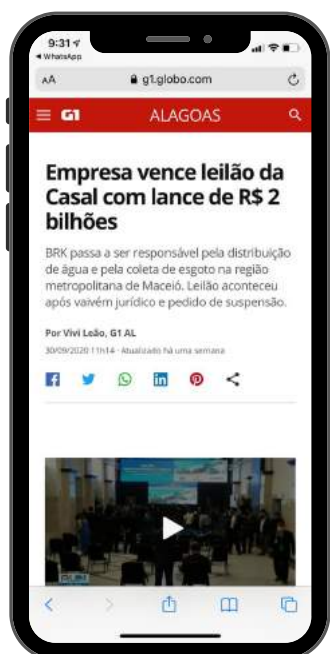 9:31
WhatsApp
AA g1.globo.com
G1 ALAGOAS
Empresa vence leilão da
Casal com lance de R$ 2
bilhões
BRK passa a ser responsável pela distribuição
de água e pela coleta de esgoto na região
metropolitana de Maceió. Leilão aconteceu
após vaivém jurídico e pedido de suspensão.
Por Vivi Leão, G1 AL
30/09/2020 11h14 · Atualizado há uma semana